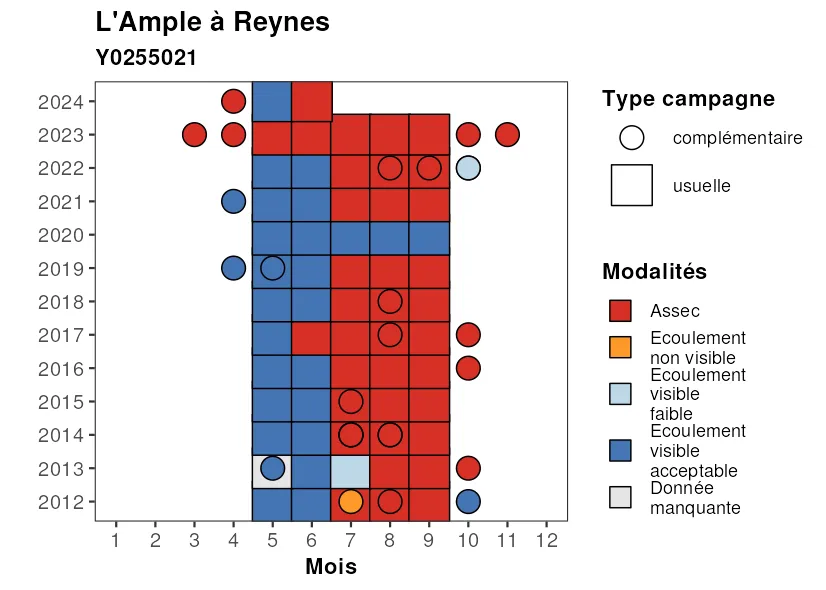 L'Ample à Reynes
Y0255021
2024
2023
2022
2021
2020
2019
2018
2017
2016
2015
2014
2013
2012
1 2 3 4 5 6 7 8 9 10 11 12
Mois
Type campagne
complémentaire
usuelle
Modalités
Assec
Ecoulement
non visible
Ecoulement
visible
faible
Ecoulement
visible
acceptable
Donnée
manquante